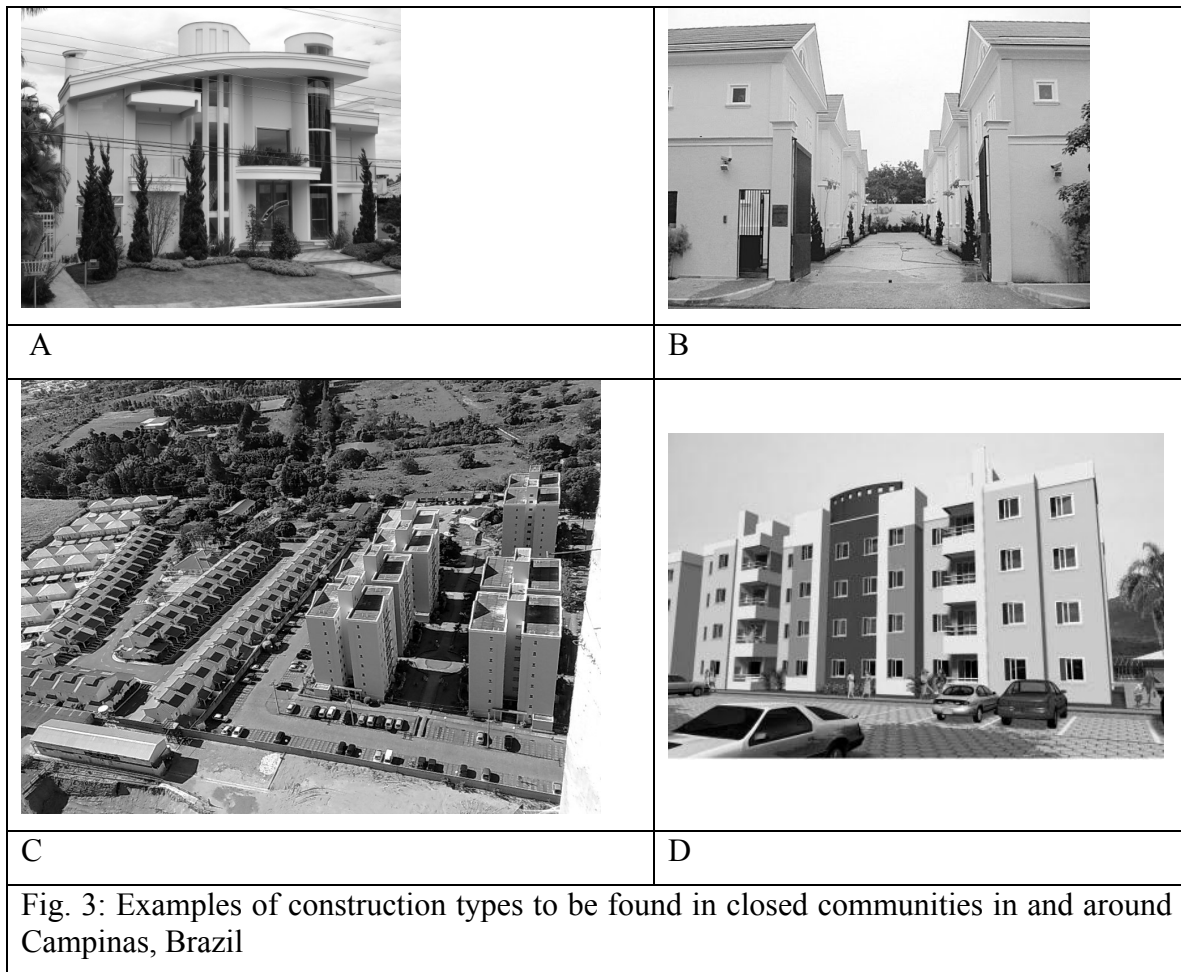 A
B
C
D
Fig. 3: Examples of construction types to be found in closed communities in and around
Campinas, Brazil